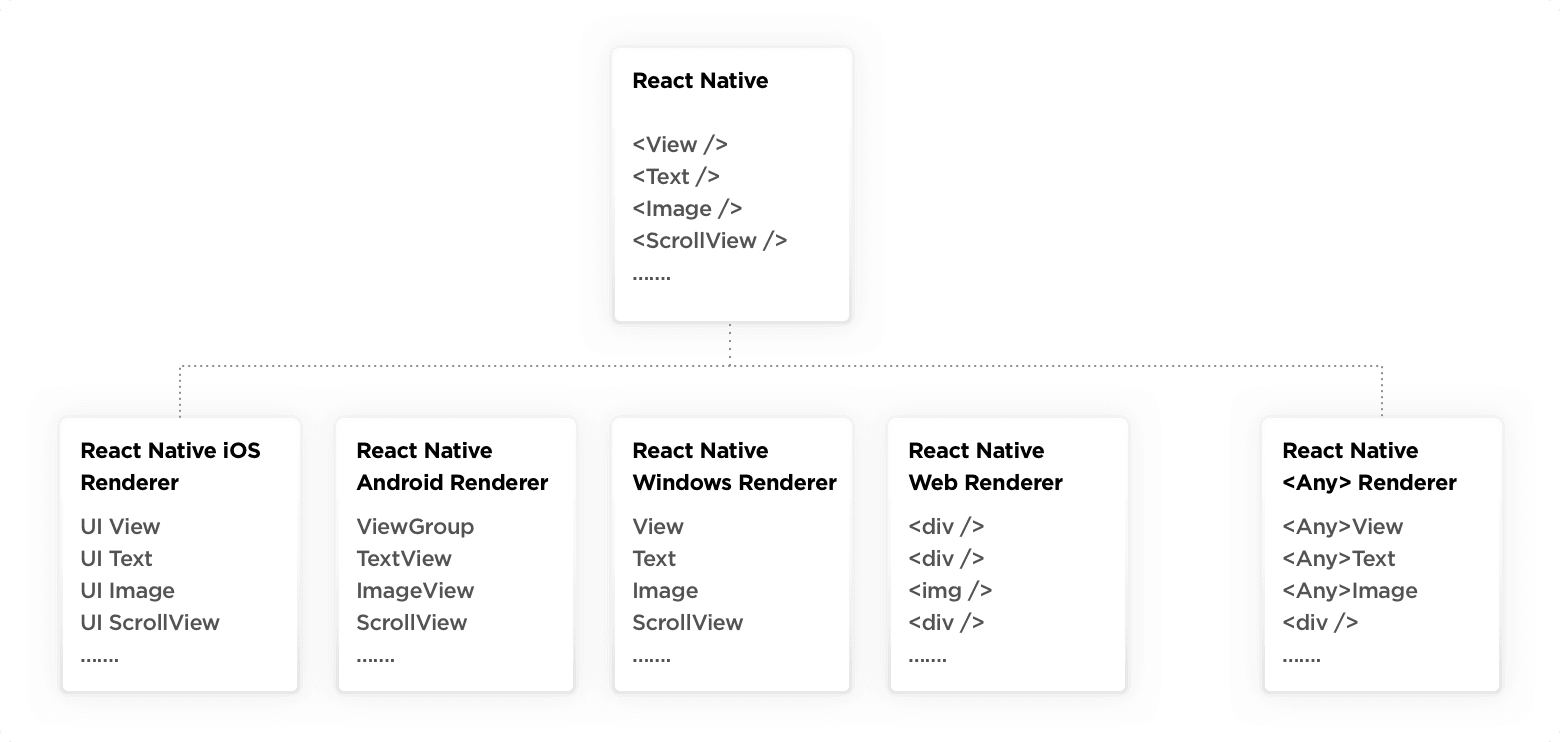 React Native
<View />
<Text />
<Image />
<ScrollView />
.......
React Native iOS
Renderer
UI View
UI Text
UI Image
UI ScrollView
.......
React Native
Android Renderer
ViewGroup
TextView
ImageView
ScrollView
.......
React Native
Windows Renderer
View
Text
Image
ScrollView
.......
React Native
Web Renderer
<div />
<div />
<img />
<div />
.......
React Native
<Any> Renderer
<Any>View
<Any>Text
<Any>Image
<div />
.......